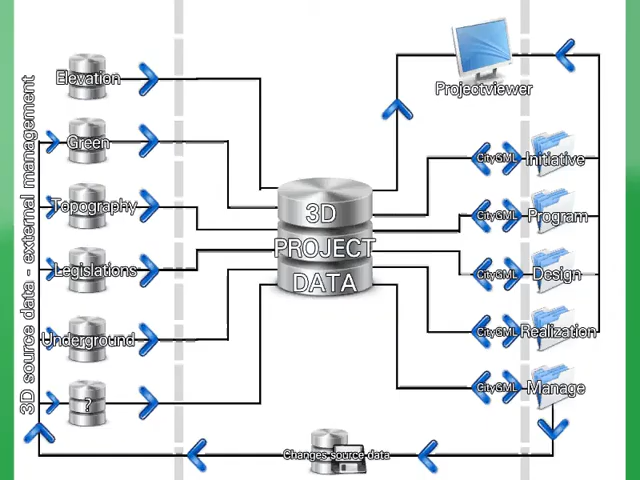 3D source data - external management
Elevation
Green
Topography
Legislations
Underground
?
3D
PROJECT
DATA
Projectviewer
CityGML
Initiative
CityGML
Program
CityGML
Design
CityGML
Realization
CityGML
Manage
Changes source data